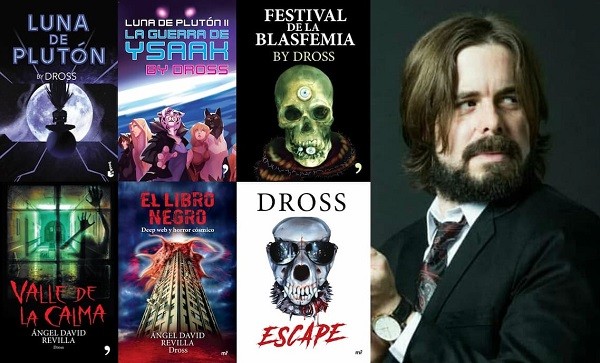 LUNA
DE
PLUTÓN
BY DROSS
LUNA DE PLUTÓN II
LA GUERRA DE
YSAAK
BY DROSS
FESTIVAL
DE LA
BLASFEMIA
BY DROSS
VALLE DE
LA CALMA
ÁNGEL DAVID
REVILLA
Dross
EL LIBRO
NEGRO
Deep web y horror cósmico
ÁNGEL DAVID
REVILLA
Dross
mr
DROSS
ESCAPE
mr